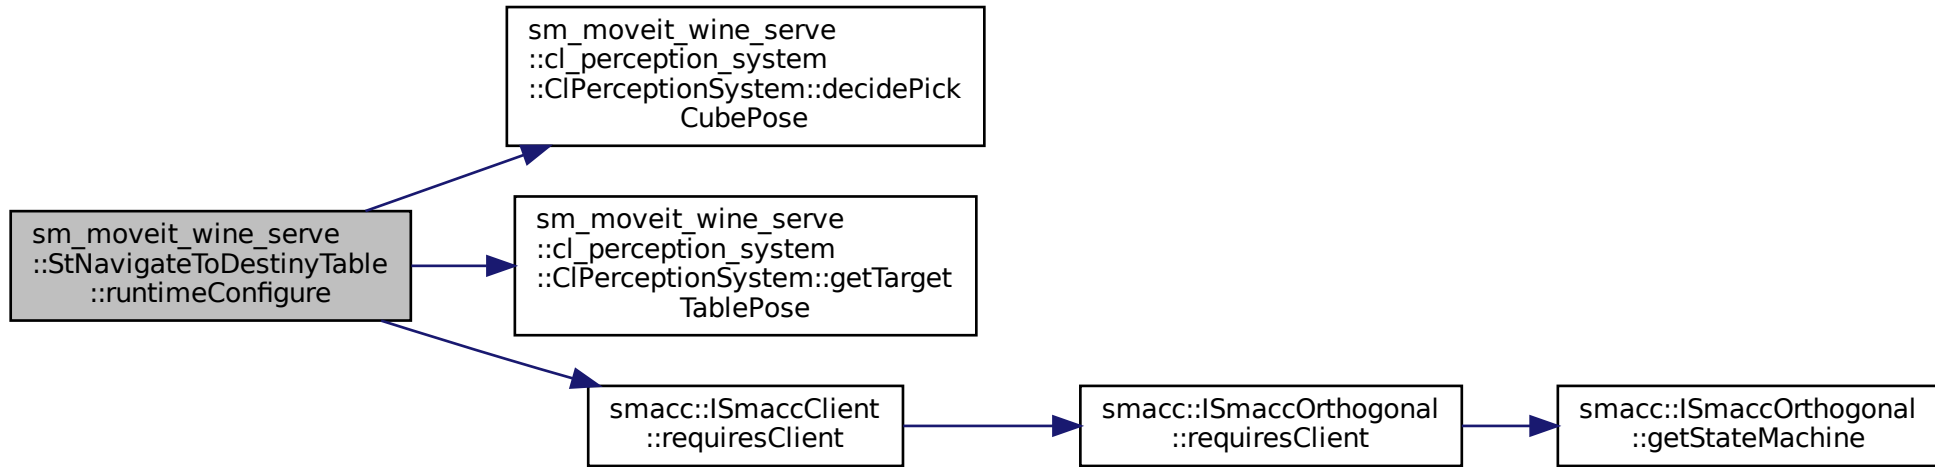 sm_moveit_wine_serve
::cl_perception_system
::ClPerceptionSystem::decidePick
CubePose
sm_moveit_wine_serve
::StNavigateToDestinyTable
::runtimeConfigure
sm_moveit_wine_serve
::cl_perception_system
::ClPerceptionSystem::getTarget
TablePose
smacc::ISmaccClient
::requiresClient
smacc::ISmaccOrthogonal
::requiresClient
smacc::ISmaccOrthogonal
::getStateMachine